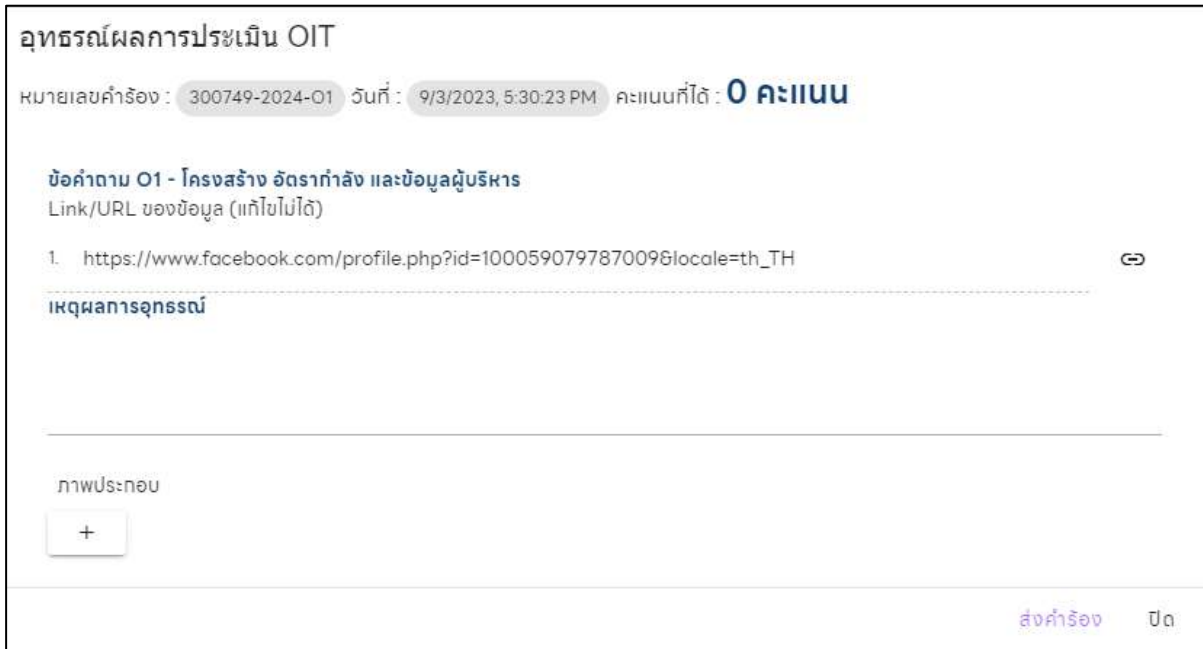 อุทธรณ์ผลการประเมิน OIT
หมายเลขคำร้อง : 300749-2024-O1 วันที่ : 9/3/2023, 5:30:23 PM คะแนนที่ได้ : 0 คะแนน
ข้อคำถาม O1 - โครงสร้าง อัตรากำลัง และข้อมูลผู้บริหาร
Link/URL ของข้อมูล (แก้ไขไม่ได้)
1. https://www.facebook.com/profile.php?id=100059079787009&locale=th_TH
เหตุผลการอุทธรณ์
ภาพประกอบ
+
ส่งคำร้อง ปิด